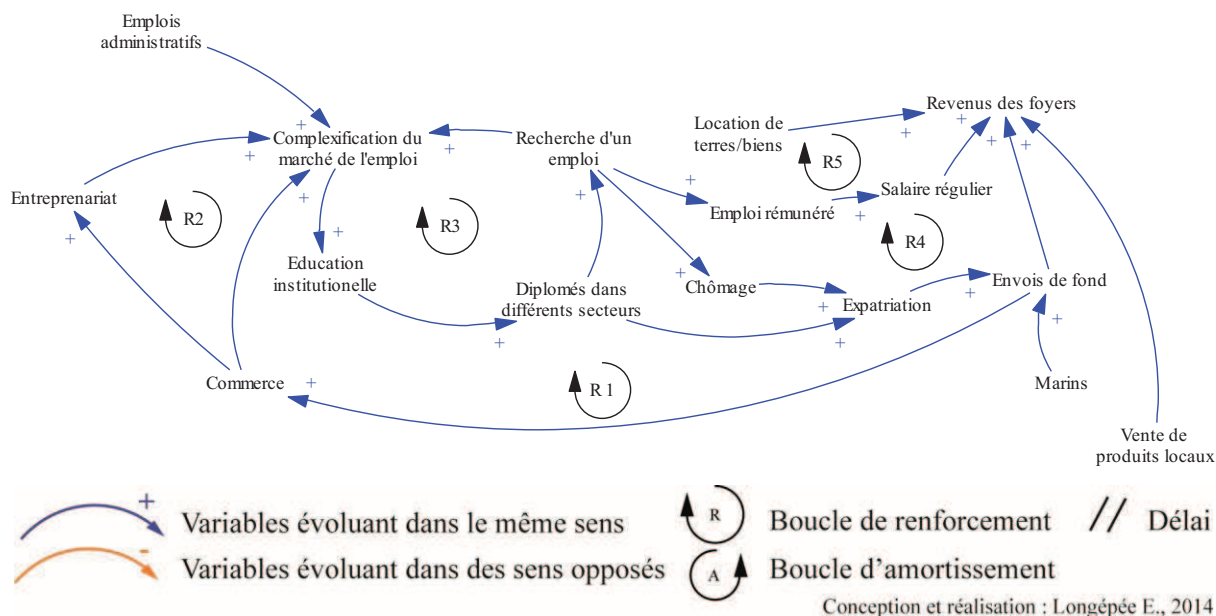 Emplois
administratifs
Complexification du
marché de l'emploi
Recherche d'un
emploi
Location de
terres/biens
Revenus des foyers
Entreprenariat
R2
R3
R5
Emploi rémunéré
Salaire régulier
R4
Education
institutionelle
Diplomés dans
différents secteurs
Chômage
Expatriation
Envois de fond
Commerce
R 1
Marins
Vente de
produits locaux
+ Variables évoluant dans le même sens
R Boucle de renforcement
// Délai
- Variables évoluant dans des sens opposés
A Boucle d’amortissement
Conception et réalisation : Longépée E., 2014